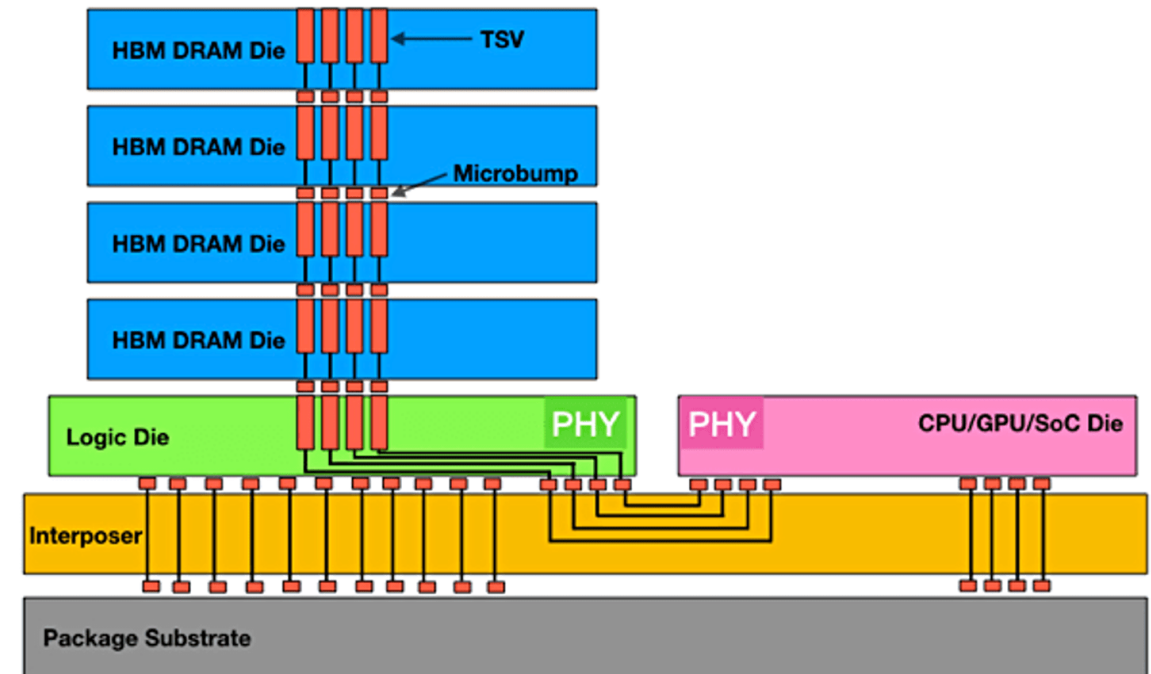 HBM DRAM Die
TSV
HBM DRAM Die
Microbump
HBM DRAM Die
HBM DRAM Die
Logic Die
PHY
PHY
CPU/GPU/SoC Die
Interposer
Package Substrate